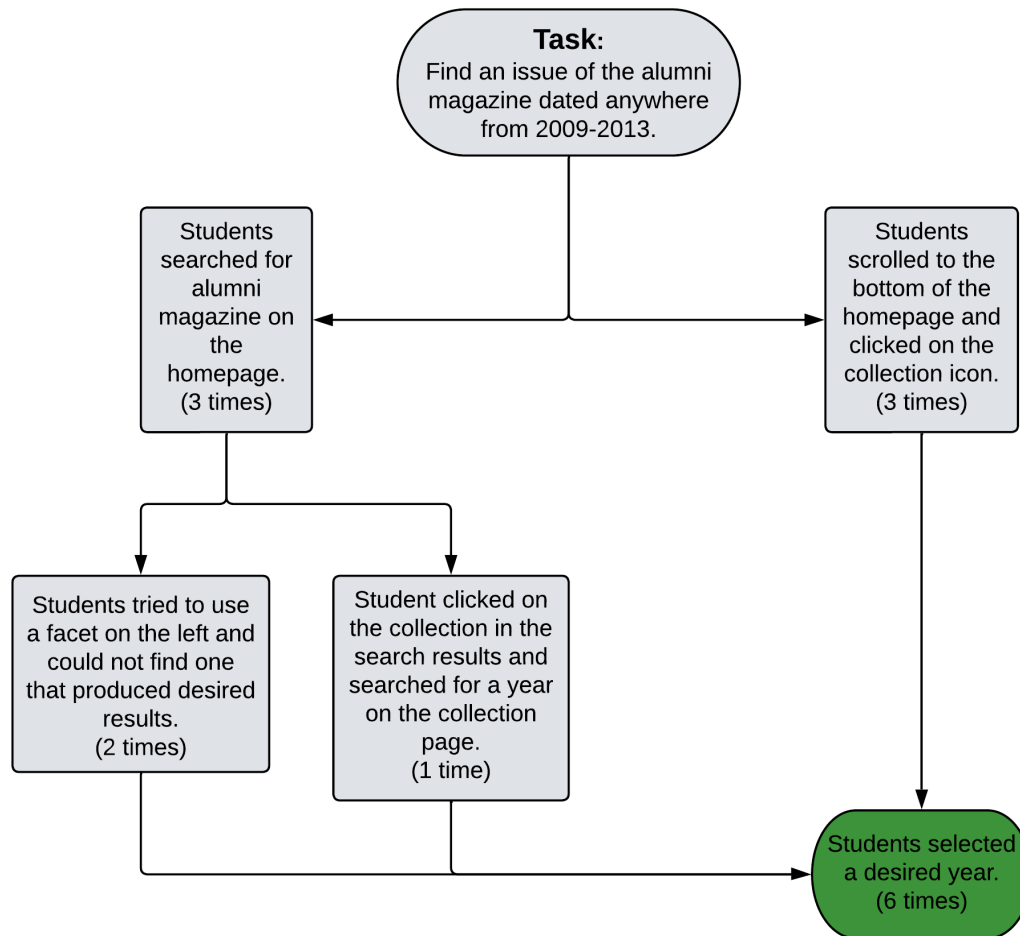 Task:
Find an issue of the alumni
magazine dated anywhere
from 2009-2013.
Students
searched for
alumni
magazine on
the
homepage.
(3 times)
Students
scrolled to the
bottom of the
homepage and
clicked on the
collection icon.
(3 times)
Students tried to use
a facet on the left and
could not find one
that produced desired
results.
(2 times)
Student clicked on
the collection in the
search results and
searched for a year
on the collection
page.
(1 time)
Students selected
a desired year.
(6 times)